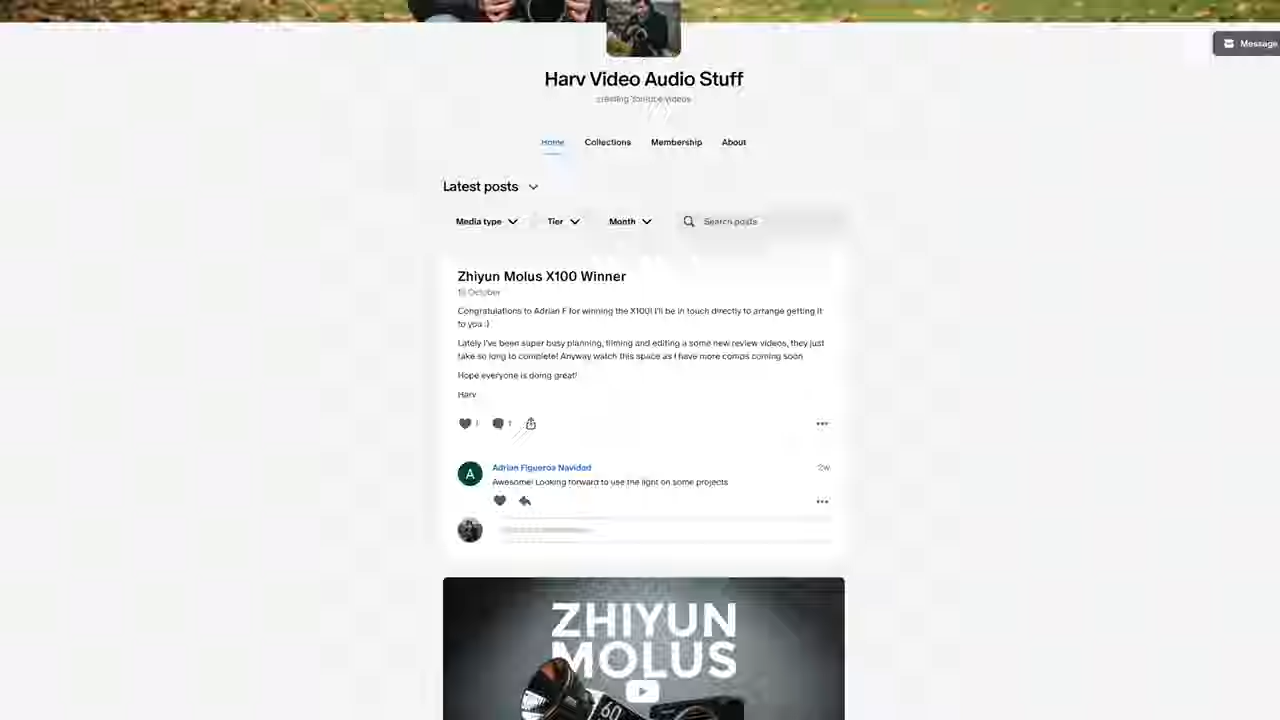 Message
Harv Video Audio Stuff
creating YouTube videos
Home Collections Membership About
Latest posts
Media type Tier Month Search posts
Zhiyun Molus X100 Winner
October
Congratulations to Adrian F for winning the X100! I'll be in touch directly to arrange getting it
to you :)
Lately I've been super busy planning, filming and editing a some new review videos, they just
take so long to complete! Anyway watch this space as I have more comps coming soon
Hope everyone is doing great!
Harv
1 1
A Adrian Figueroa Navidad 2w
Awesome! Looking forward to use the light on some projects
ZHIYUN
MOLUS
60